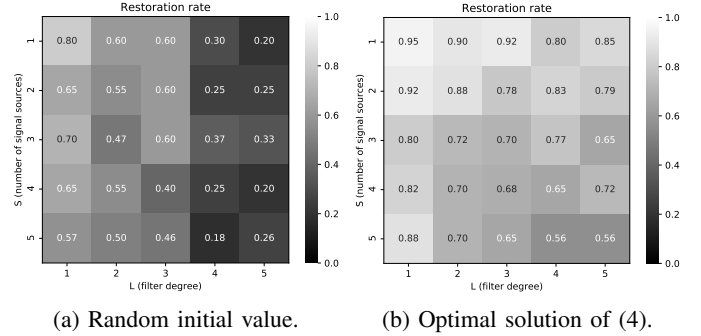 Restoration rate
1 0.80 0.60 0.60 0.30 0.20
2 0.65 0.55 0.60 0.25 0.25
3 0.70 0.47 0.60 0.37 0.33
4 0.65 0.55 0.40 0.25 0.20
5 0.57 0.50 0.46 0.18 0.26
1 2 3 4 5
S (number of signal sources)
L (filter degree)
1.0
0.8
0.6
0.4
0.2
0.0
(a) Random initial value.
Restoration rate
1 0.95 0.90 0.92 0.80 0.85
2 0.92 0.88 0.78 0.83 0.79
3 0.80 0.72 0.70 0.77 0.65
4 0.82 0.70 0.68 0.65 0.72
5 0.88 0.70 0.65 0.56 0.56
1 2 3 4 5
S (number of signal sources)
L (filter degree)
1.0
0.8
0.6
0.4
0.2
0.0
(b) Optimal solution of (4).